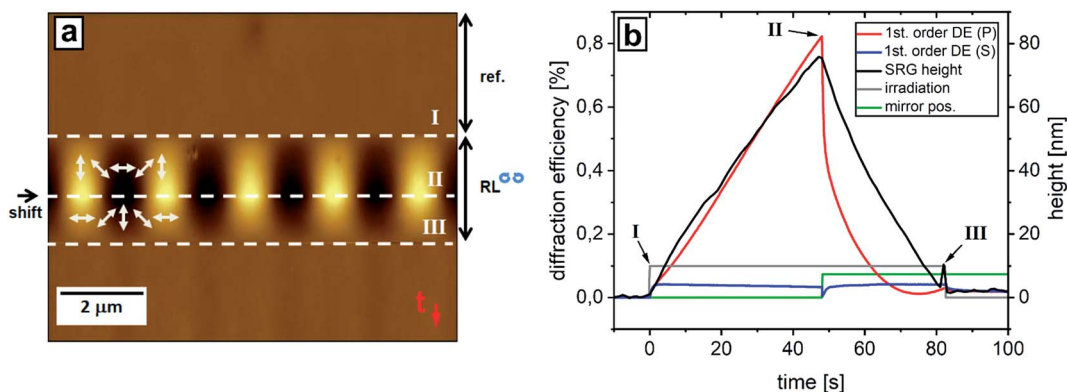 a
ref.
I
RL
II
shift
III
2 μm
t
b
II
1st. order DE (P)
1st. order DE (S)
SRG height
irradiation
mirror pos.
I
III
diffraction efficiency [%]
0,8
0,6
0,4
0,2
0,0
height [nm]
80
60
40
20
0
0 20 40 60 80 100
time [s]